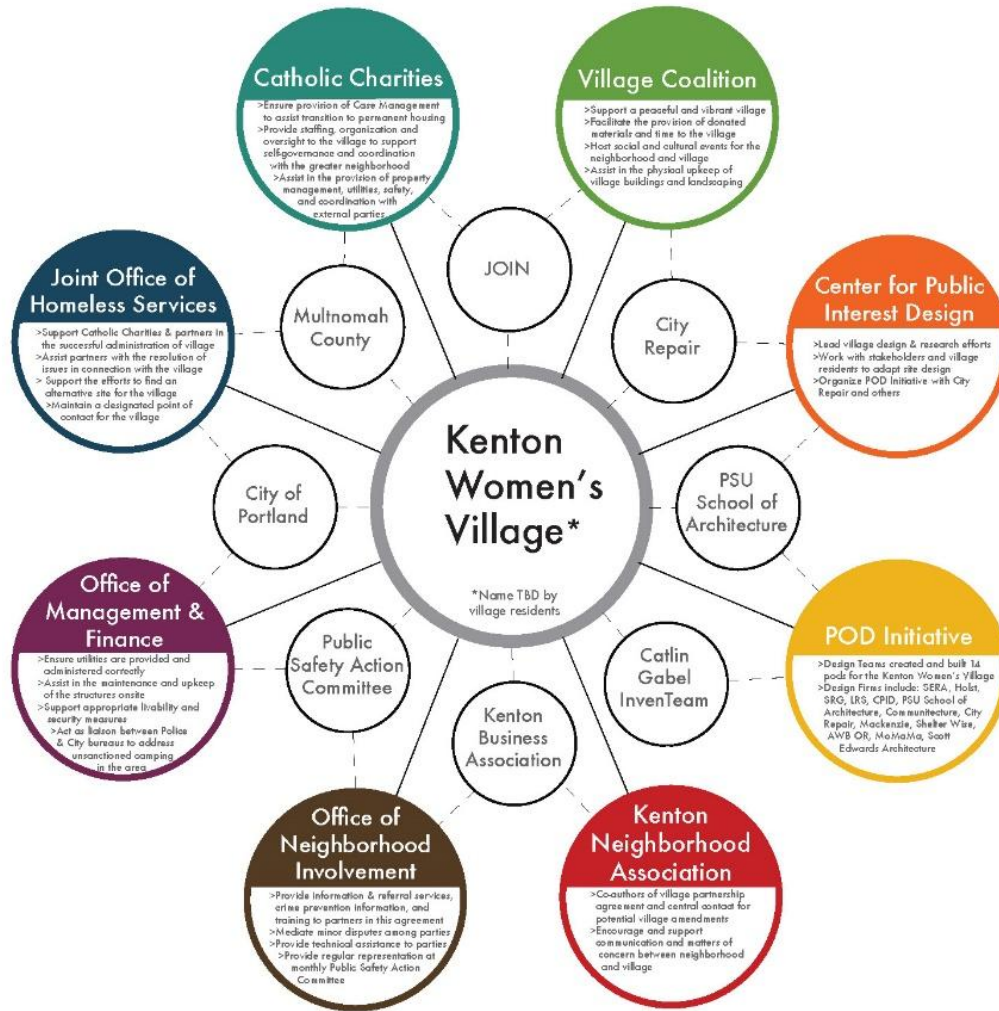 Catholic Charities
>Ensure provision of Case Management
to assist transition to permanent housing
>Provide staffing, organization and
oversight to the village to support
self-governance and coordination
with the greater neighborhood
>Assist in the provision of property
management, utilities, safety,
and coordination with
external parties
Village Coalition
>Support a peaceful and vibrant village
>Facilitate the provision of donated
materials and time to the village
>Host social and cultural events for the
neighborhood and village
>Assist in the physical upkeep of
village buildings and landscaping
JOIN
Joint Office of
Homeless Services
>Support Catholic Charities & partners in
the successful administration of village
>Assist partners with the resolution of
issues in connection with the village
> Support the efforts to find an
alternative site for the village
>Maintain a designated point of
contact for the village
Multnomah
County
City
Repair
Center for Public
Interest Design
>Lead village design & research efforts
>Work with stakeholders and village
residents to adapt site design
>Organize POD Initiative with City
Repair and others
Kenton
Women's
Village*
*Name TBD by
village residents
City of
Portland
PSU
School of
Architecture
Office of
Management &
Finance
>Ensure utilities are provided and
administered correctly
>Assist in the maintenance and upkeep
of the structures onsite
>Support appropriate livability and
security measures
>Act as liaison between Police
& City bureaus to address
unsanctioned camping
in the area
Public
Safety Action
Committee
Catlin
Gabel
InvenTeam
POD Initiative
>Design Teams created and built 14
pods for the Kenton Women's Village
>Design Firms include: SERA, Holst,
SRG, LRS, CPID, PSU School of
Architecture, Communitecture, City
Repair, Mackenzie, Shelter Wise,
AWB OR, MoMaMa, Scott
Edwards Architecture
Kenton
Business
Association
Office of
Neighborhood
Involvement
>Provide information & referral services,
crime prevention information, and
training to partners in this agreement
>Mediate minor disputes among parties
>Provide technical assistance to parties
>Provide regular representation at
monthly Public Safety Action
Committee
Kenton
Neighborhood
Association
>Co-authors of village partnership
agreement and central contact for
potential village amendments
>Encourage and support
communication and matters of
concern between neighborhood
and village